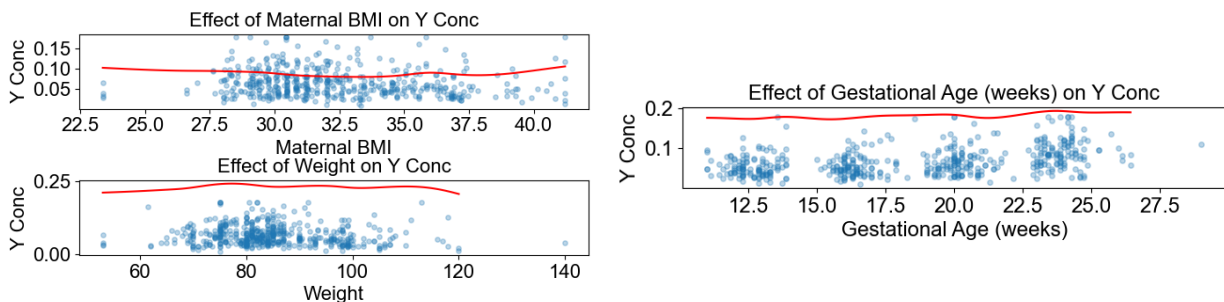 Effect of Maternal BMI on Y Conc
Y Conc
0.15
0.10
0.05
22.5 25.0 27.5 30.0 32.5 35.0 37.5 40.0
Maternal BMI
Effect of Weight on Y Conc
Y Conc
0.25
0.00
60 80 100 120 140
Weight
Effect of Gestational Age (weeks) on Y Conc
Y Conc
0.2
0.1
12.5 15.0 17.5 20.0 22.5 25.0 27.5
Gestational Age (weeks)